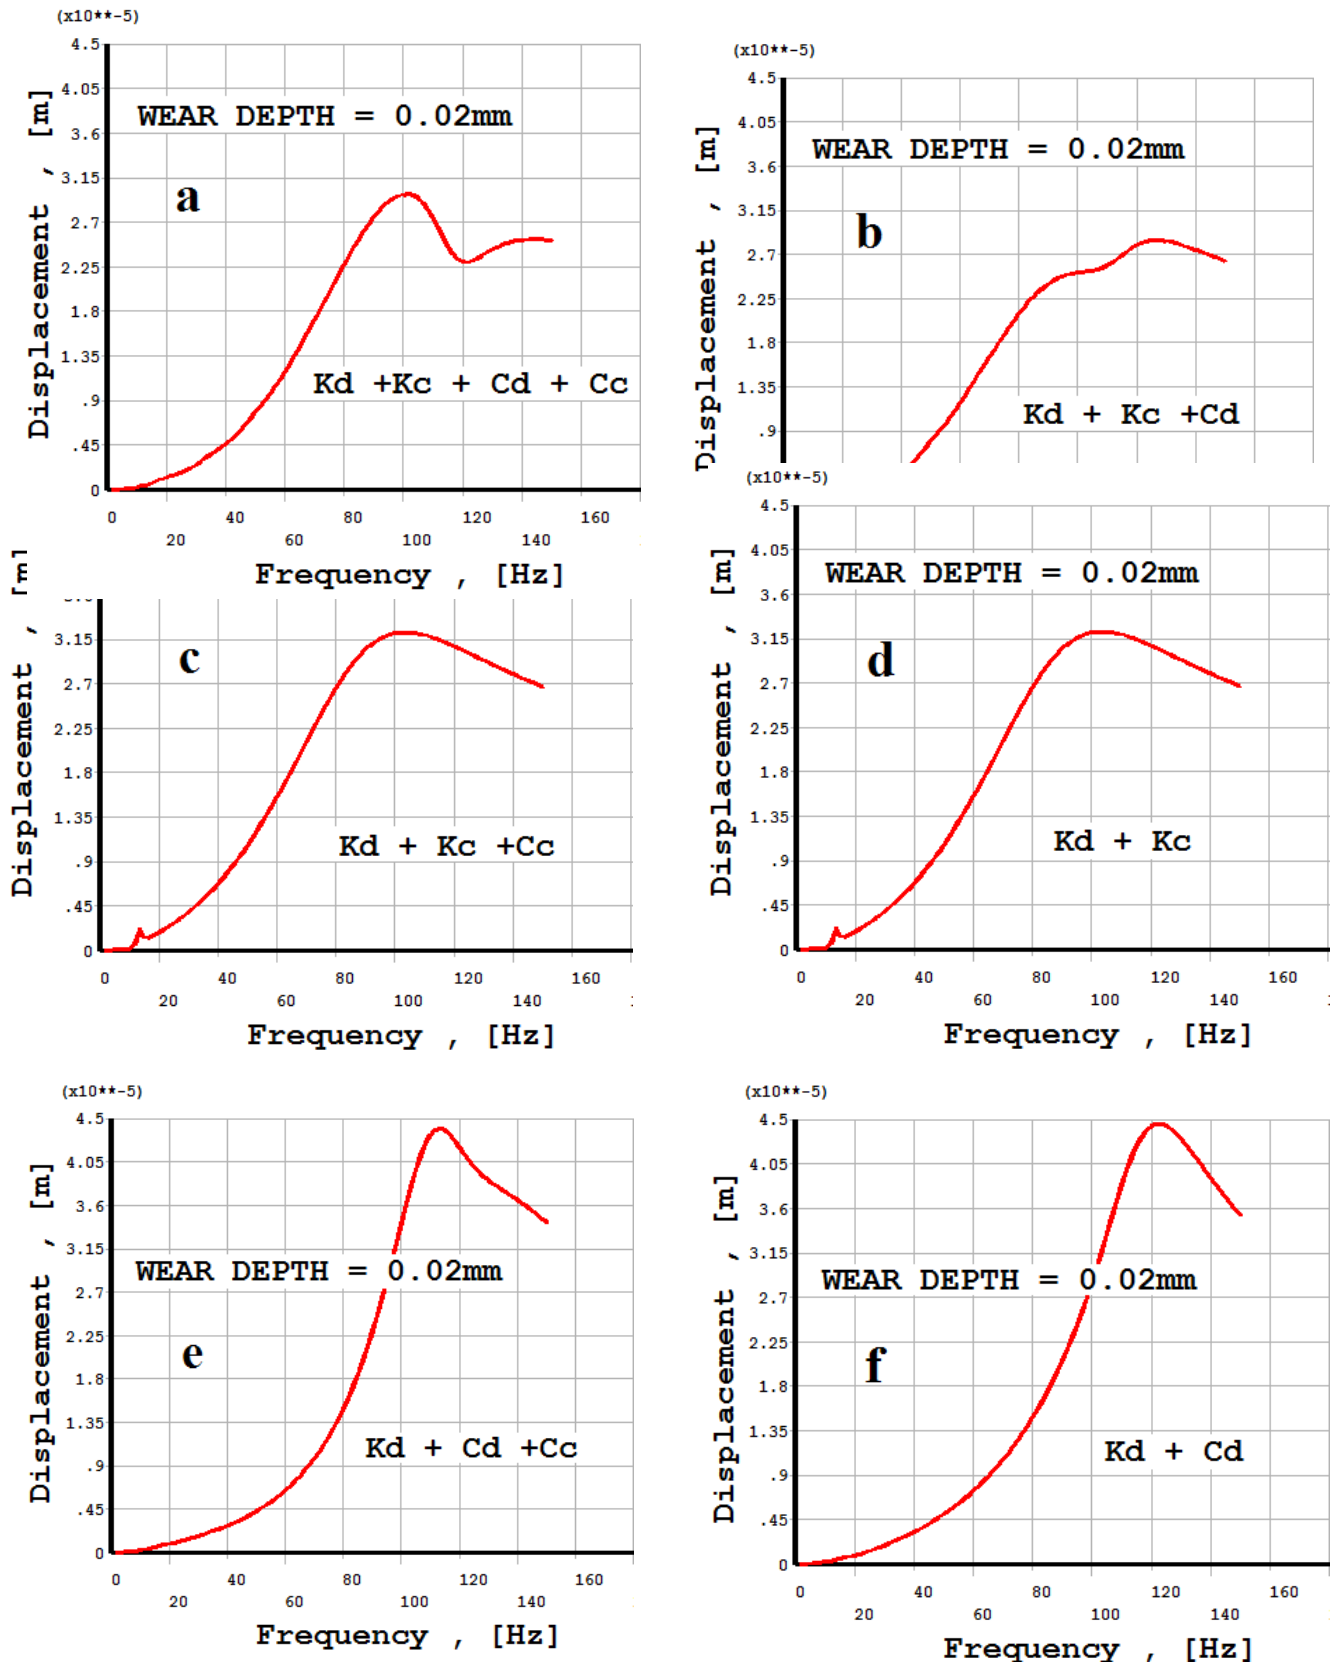 (x10**-5)
4.5
4.05
3.6
3.15
2.7
2.25
1.8
1.35
.9
.45
0
Displacement , [m]
WEAR DEPTH = 0.02mm
a
Kd +Kc + Cd + Cc
0 20 40 60 80 100 120 140 160
Frequency , [Hz]
(x10**-5)
4.5
4.05
3.6
3.15
2.7
2.25
1.8
1.35
.9
Displacement , [m]
WEAR DEPTH = 0.02mm
b
Kd + Kc +Cd
3.15
2.7
2.25
1.8
1.35
.9
.45
0
Displacement , [m]
c
Kd + Kc +Cc
0 20 40 60 80 100 120 140
Frequency , [Hz]
(x10**-5)
4.5
4.05
3.6
3.15
2.7
2.25
1.8
1.35
.9
.45
0
Displacement , [m]
WEAR DEPTH = 0.02mm
d
Kd + Kc
0 20 40 60 80 100 120 140
Frequency , [Hz]
(x10**-5)
4.5
4.05
3.6
3.15
2.7
2.25
1.8
1.35
.9
.45
0
Displacement , [m]
WEAR DEPTH = 0.02mm
e
Kd + Cd +Cc
0 20 40 60 80 100 120 140 160
Frequency , [Hz]
(x10**-5)
4.5
4.05
3.6
3.15
2.7
2.25
1.8
1.35
.9
.45
0
Displacement , [m]
WEAR DEPTH = 0.02mm
f
Kd + Cd
0 20 40 60 80 100 120 140 160
Frequency , [Hz]